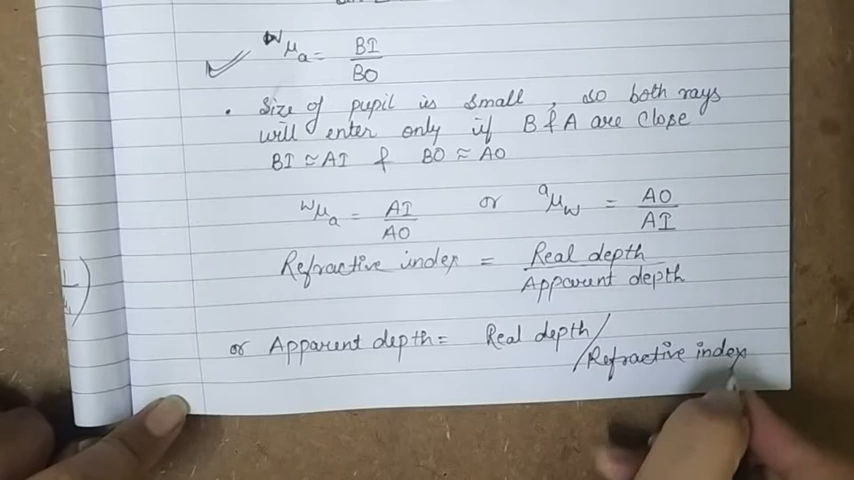 ʷμₐ = BI/BO
• Size of pupil is small, so both rays
will enter only if B & A are close
BI ≃ AI & BO ≈ AO
ʷμₐ = AI/AO or ᵃμw = AO/AI
Refractive index = Real depth/Apparent depth
or Apparent depth = Real depth/Refractive index